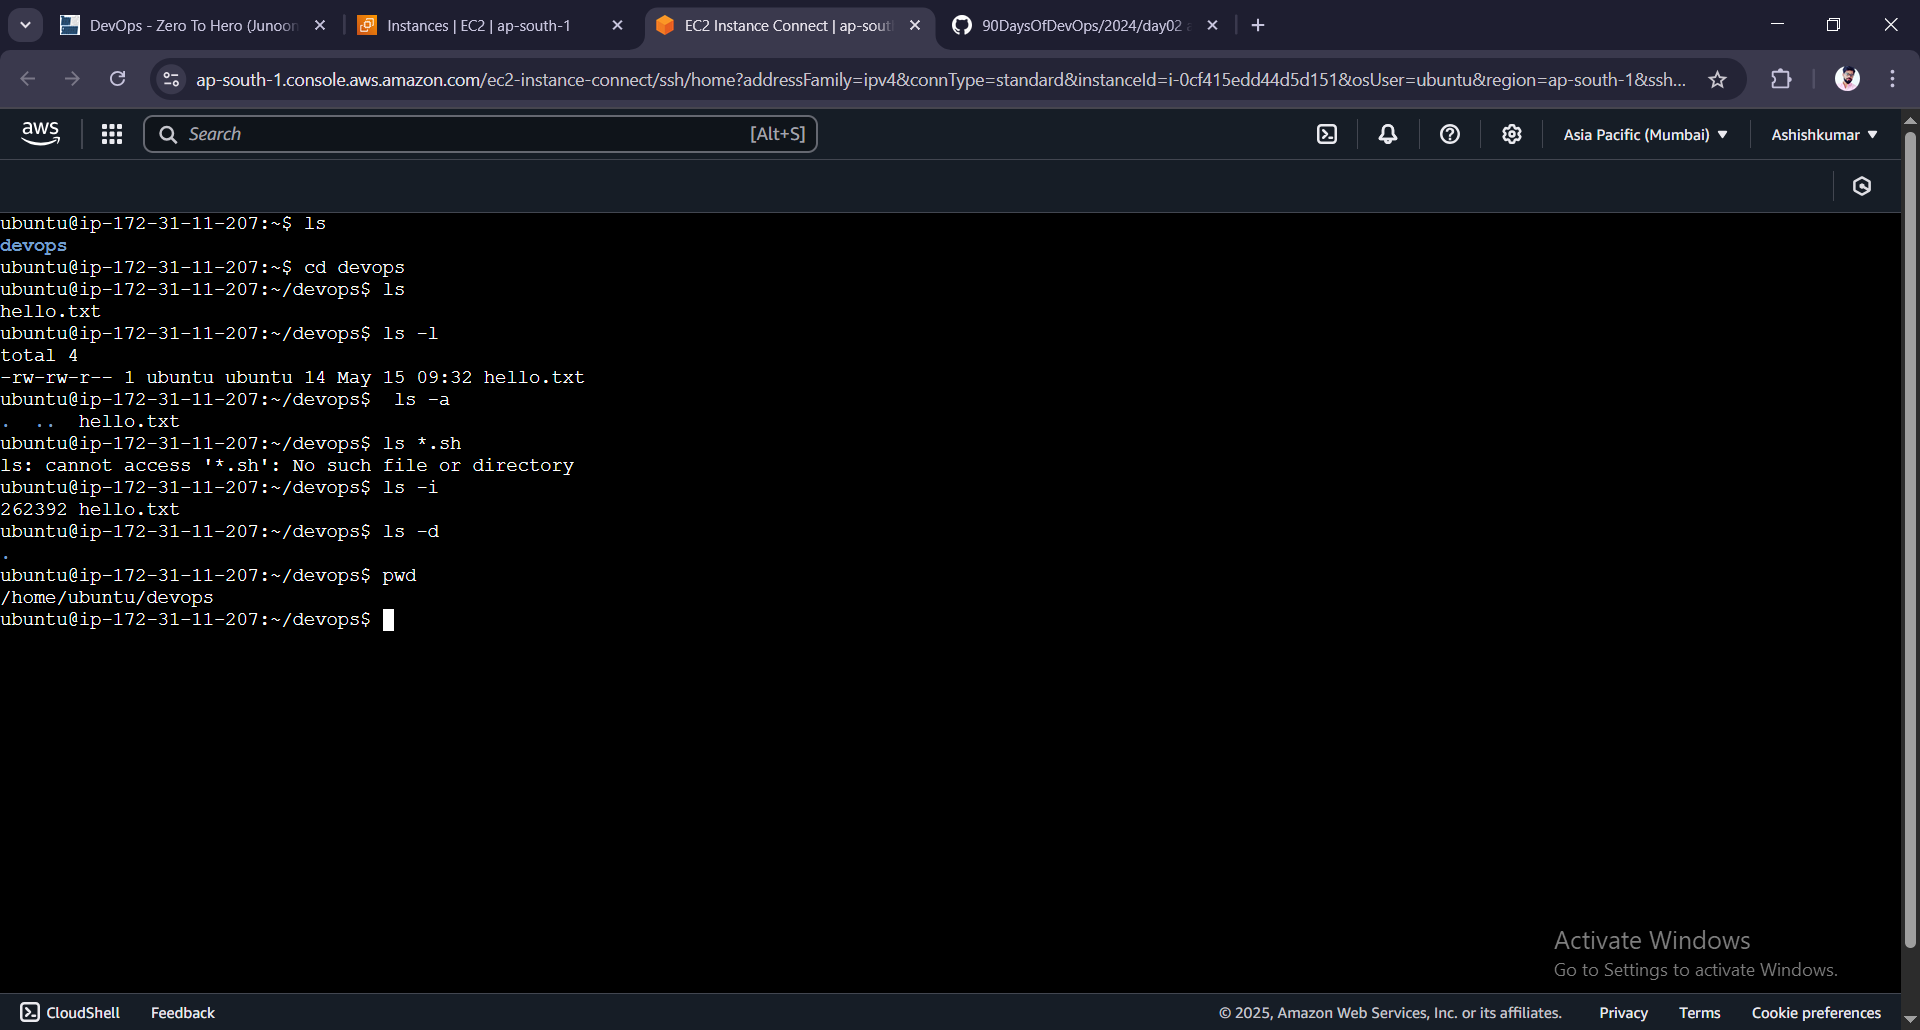 DevOps - Zero To Hero (Junoon
Instances | EC2 | ap-south-1
EC2 Instance Connect | ap-sout
90DaysOfDevOps/2024/day02
ap-south-1.console.aws.amazon.com/ec2-instance-connect/ssh/home?addressFamily=ipv4&connType=standard&instanceId=i-0cf415edd44d5d151&osUser=ubuntu&region=ap-south-1&ssh...
aws
Search
[Alt+S]
Asia Pacific (Mumbai)
Ashishkumar
ubuntu@ip-172-31-11-207:~$ ls
devops
ubuntu@ip-172-31-11-207:~$ cd devops
ubuntu@ip-172-31-11-207:~/devops$ ls
hello.txt
ubuntu@ip-172-31-11-207:~/devops$ ls -l
total 4
-rw-rw-r-- 1 ubuntu ubuntu 14 May 15 09:32 hello.txt
ubuntu@ip-172-31-11-207:~/devops$  ls -a
.  ..  hello.txt
ubuntu@ip-172-31-11-207:~/devops$ ls *.sh
ls: cannot access '*.sh': No such file or directory
ubuntu@ip-172-31-11-207:~/devops$ ls -i
262392 hello.txt
ubuntu@ip-172-31-11-207:~/devops$ ls -d
.
ubuntu@ip-172-31-11-207:~/devops$ pwd
/home/ubuntu/devops
ubuntu@ip-172-31-11-207:~/devops$
Activate Windows
Go to Settings to activate Windows.
CloudShell
Feedback
© 2025, Amazon Web Services, Inc. or its affiliates.
Privacy
Terms
Cookie preferences